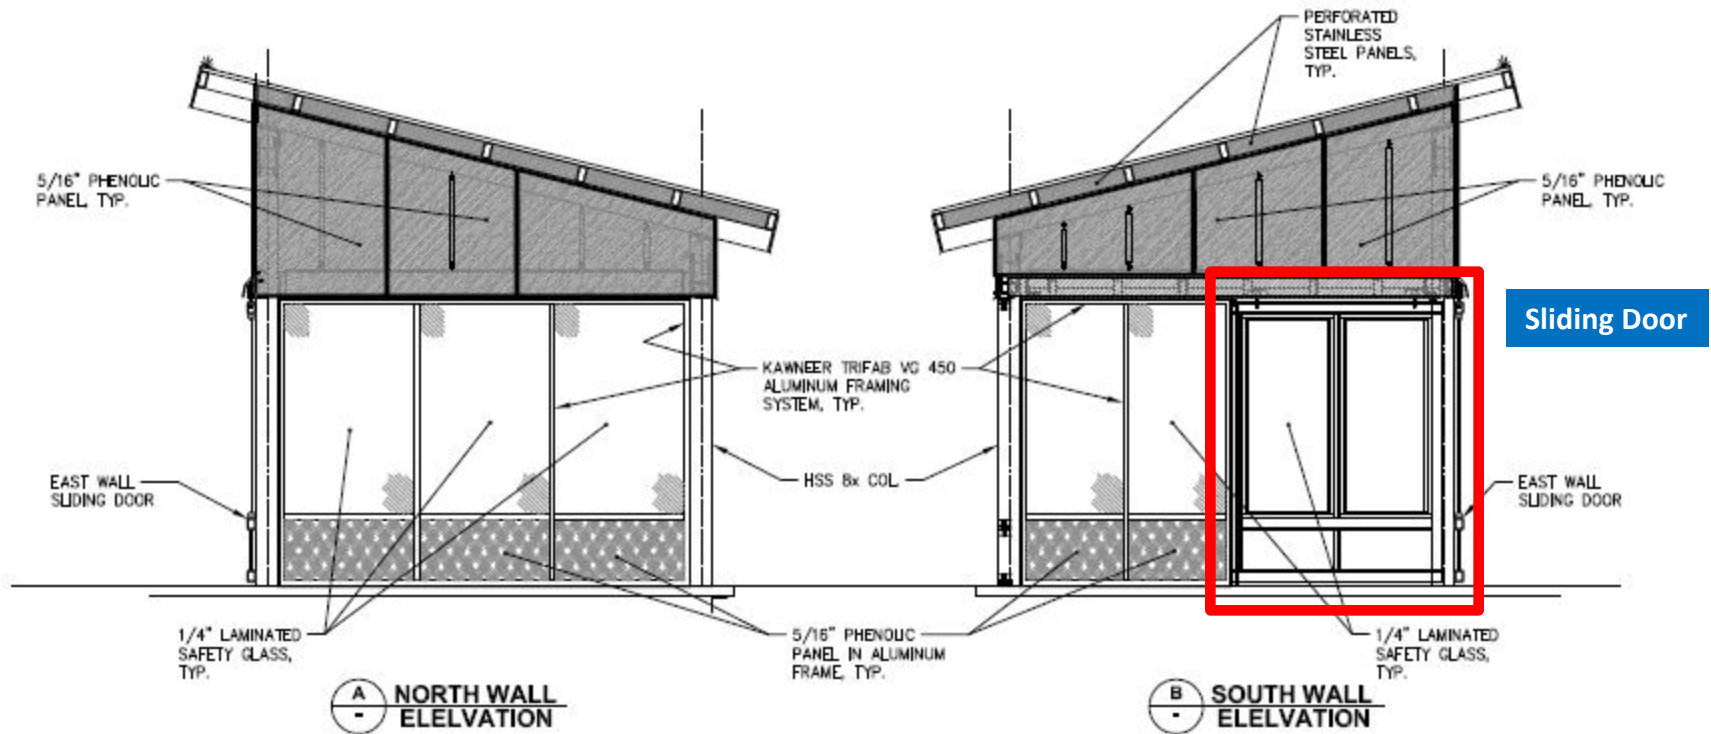 PERFORATED
STAINLESS
STEEL PANELS,
TYP.
5/16" PHENOLIC
PANEL, TYP.
5/16" PHENOLIC
PANEL, TYP.
Sliding Door
KAWNEER TRIFAB VG 450
ALUMINUM FRAMING
SYSTEM, TYP.
EAST WALL
SLIDING DOOR
HSS 8x COL.
EAST WALL
SLIDING DOOR
1/4" LAMINATED
SAFETY GLASS,
TYP.
5/16" PHENOLIC
PANEL IN ALUMINUM
FRAME, TYP.
1/4" LAMINATED
SAFETY GLASS,
TYP.
A
-
NORTH WALL
ELELVATION
B
-
SOUTH WALL
ELELVATION